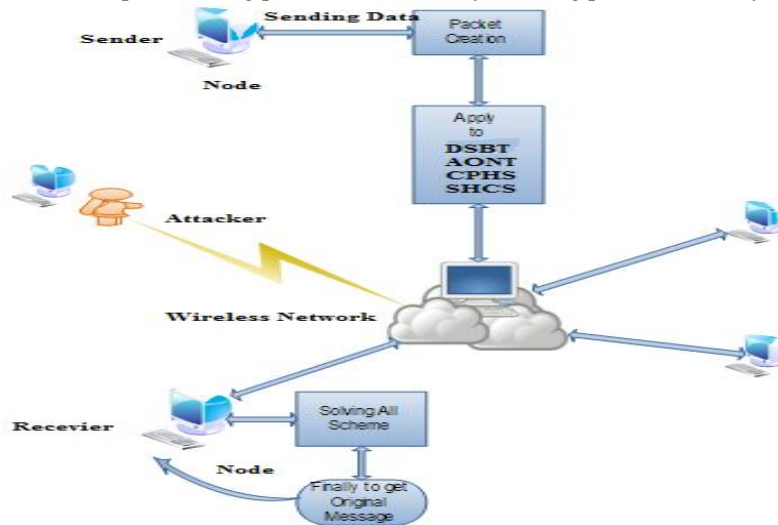 Sending Data
Sender
Packet
Creation
Node
Apply
to
DSBT
AONT
CPHS
SHCS
Attacker
Wireless Network
Solving All
Scheme
Recevier
Node
Finally to get
Original
Message